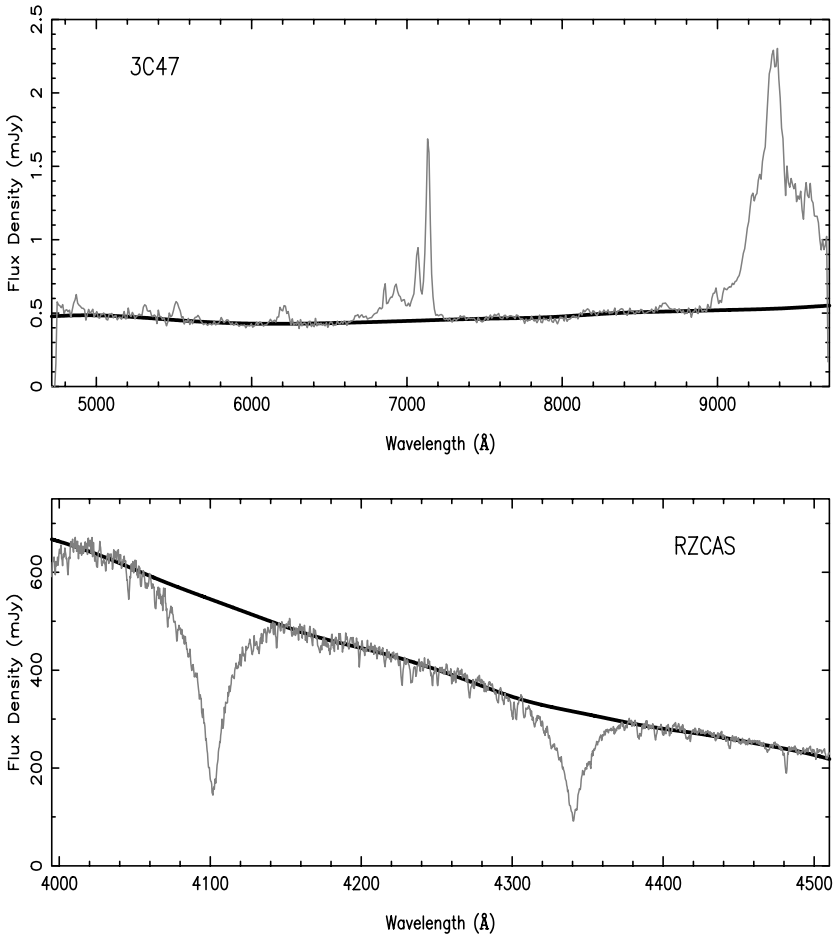 2.5
3C47
2
1.5
1
0.5
0
Flux Density (mJy)
5000 6000 7000 8000 9000
Wavelength (Å)
RZCAS
600
400
200
0
Flux Density (mJy)
4000 4100 4200 4300 4400 4500
Wavelength (Å)